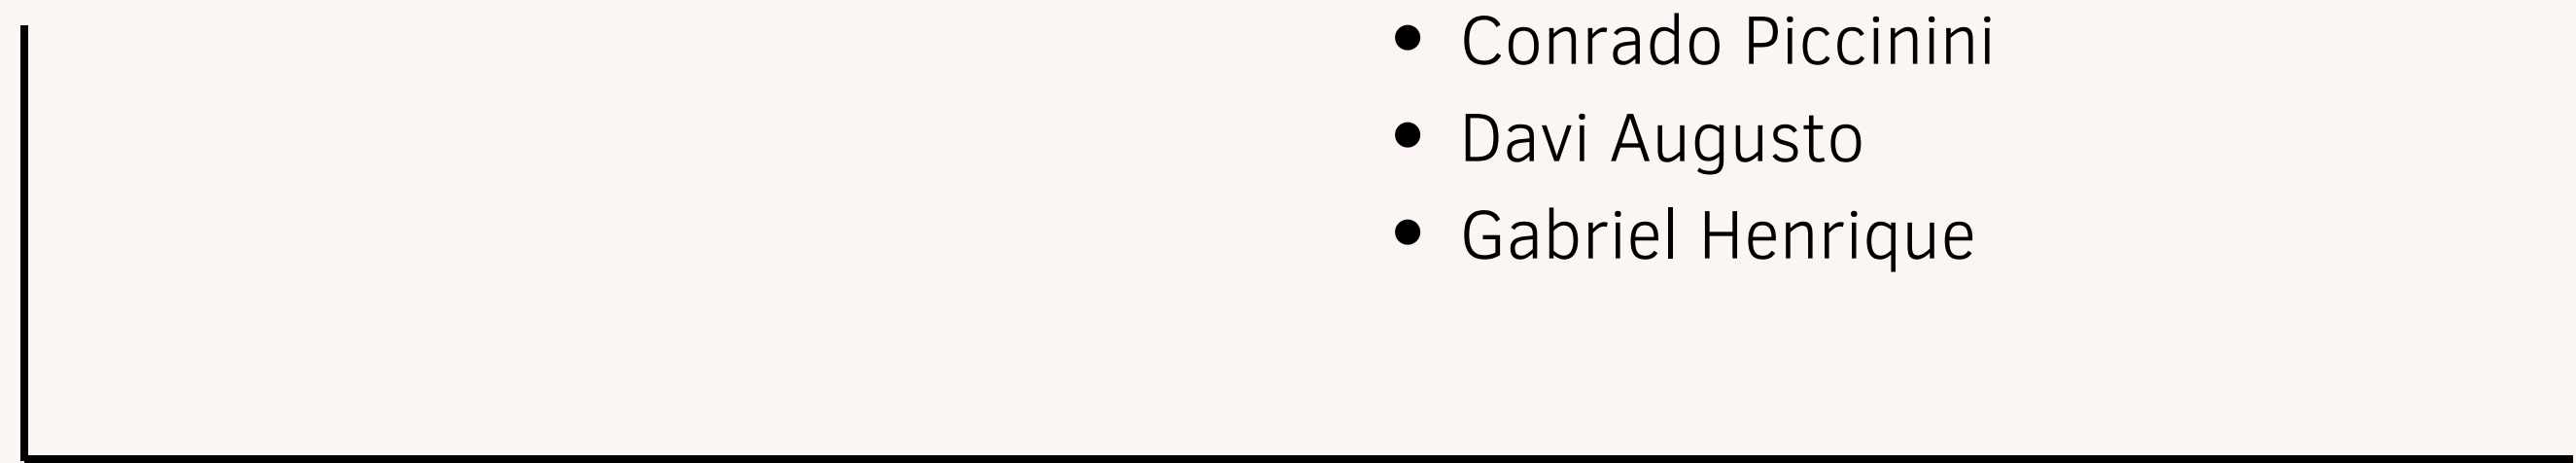 • Conrado Piccinini
• Davi Augusto
• Gabriel Henrique